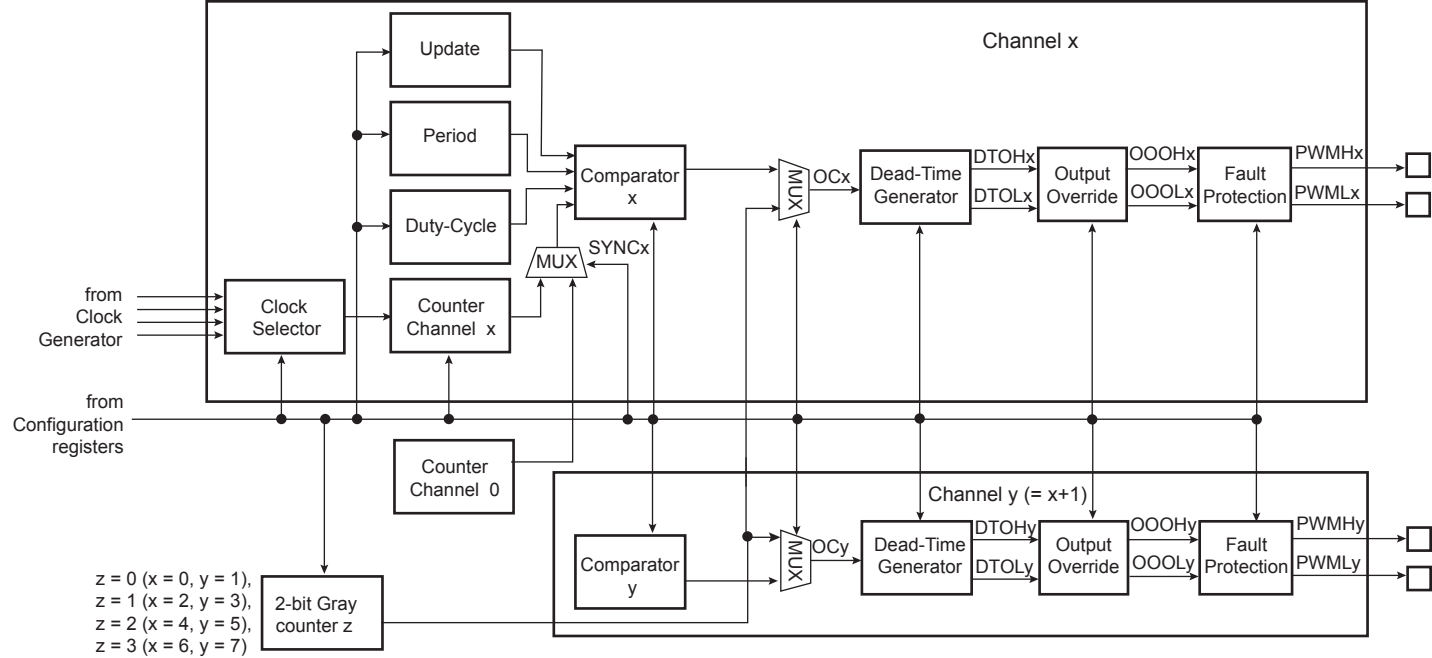 Channel x
Update
Period
Duty-Cycle
Comparator
x
MUX
SYNCx
MUX
OCx
Dead-Time
Generator
DTOHx
DTOLx
Output
Override
OOOHx
OOOLx
Fault
Protection
PWMHx
PWMLx
from
Clock
Generator
Clock
Selector
Counter
Channel x
from
Configuration
registers
Counter
Channel 0
Channel y (= x+1)
Comparator
y
MUX
OCy
Dead-Time
Generator
DTOHy
DTOLy
Output
Override
OOOHy
OOOLy
Fault
Protection
PWMHy
PWMLy
z = 0 (x = 0, y = 1),
z = 1 (x = 2, y = 3),
z = 2 (x = 4, y = 5),
z = 3 (x = 6, y = 7)
2-bit Gray
counter z